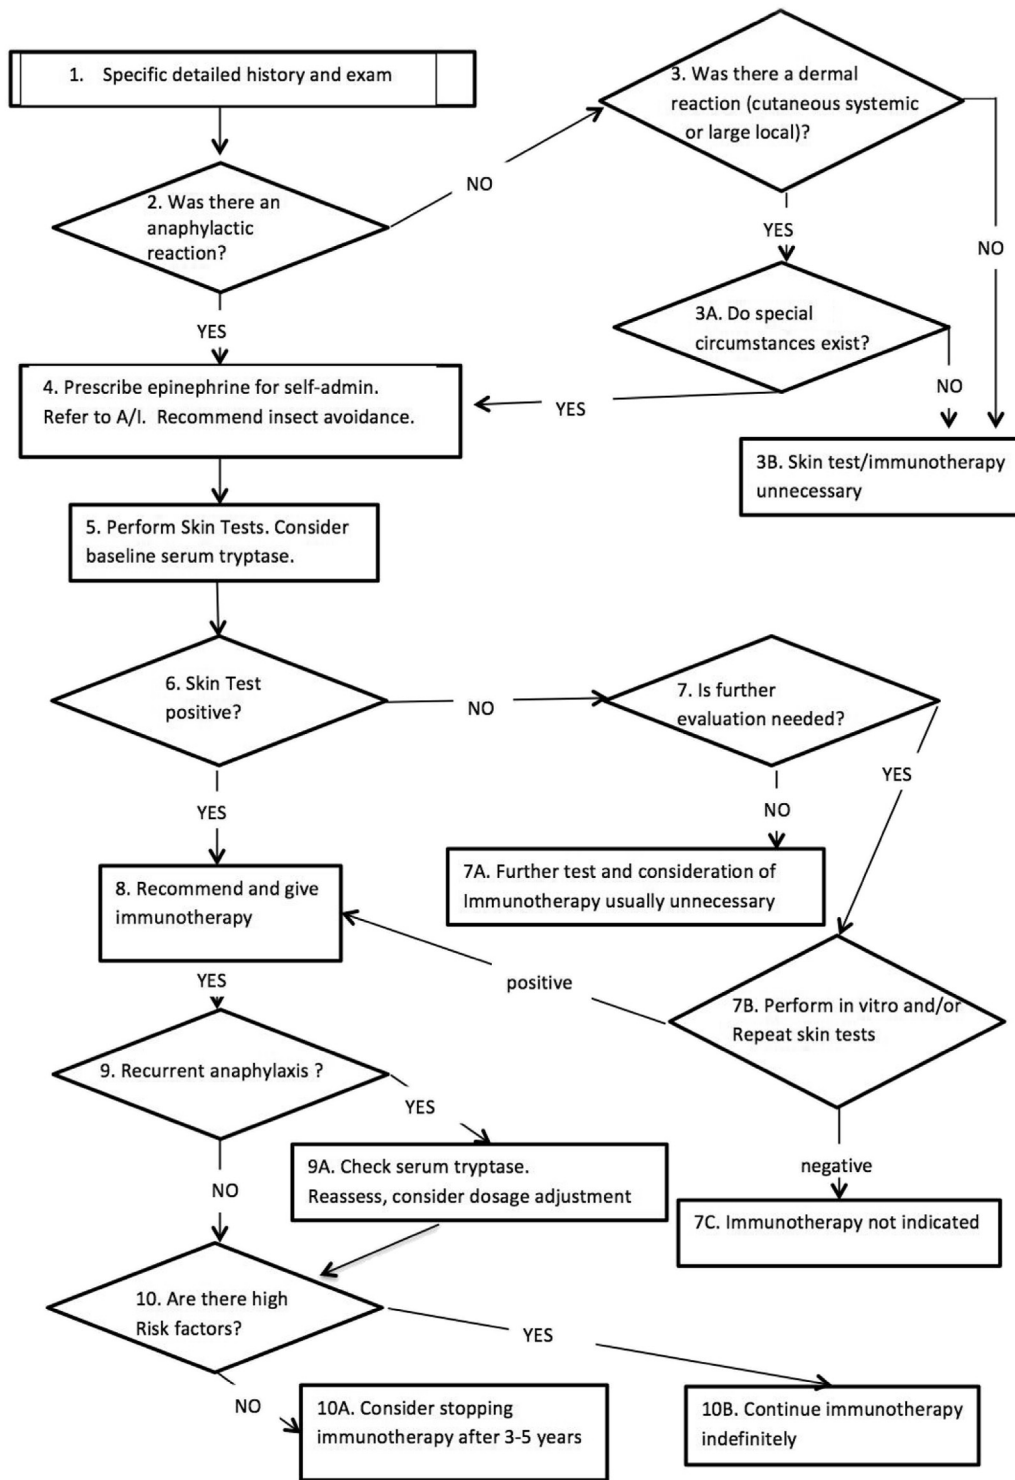 1. Specific detailed history and exam
3. Was there a dermal
reaction (cutaneous systemic
or large local)?
2. Was there an
anaphylactic
reaction?
NO
YES
NO
3A. Do special
circumstances exist?
YES
4. Prescribe epinephrine for self-admin.
Refer to A/I. Recommend insect avoidance.
YES
NO
3B. Skin test/immunotherapy
unnecessary
5. Perform Skin Tests. Consider
baseline serum tryptase.
6. Skin Test
positive?
NO
7. Is further
evaluation needed?
YES
YES
NO
7A. Further test and consideration of
Immunotherapy usually unnecessary
8. Recommend and give
immunotherapy
positive
7B. Perform in vitro and/or
Repeat skin tests
YES
9. Recurrent anaphylaxis ?
YES
negative
9A. Check serum tryptase.
Reassess, consider dosage adjustment
NO
7C. Immunotherapy not indicated
10. Are there high
Risk factors?
YES
NO
10A. Consider stopping
immunotherapy after 3-5 years
10B. Continue immunotherapy
indefinitely